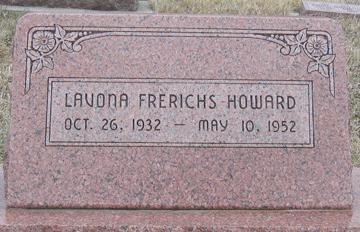 LAVONA FRERICHS HOWARD
OCT. 26, 1932 — MAY 10, 1952